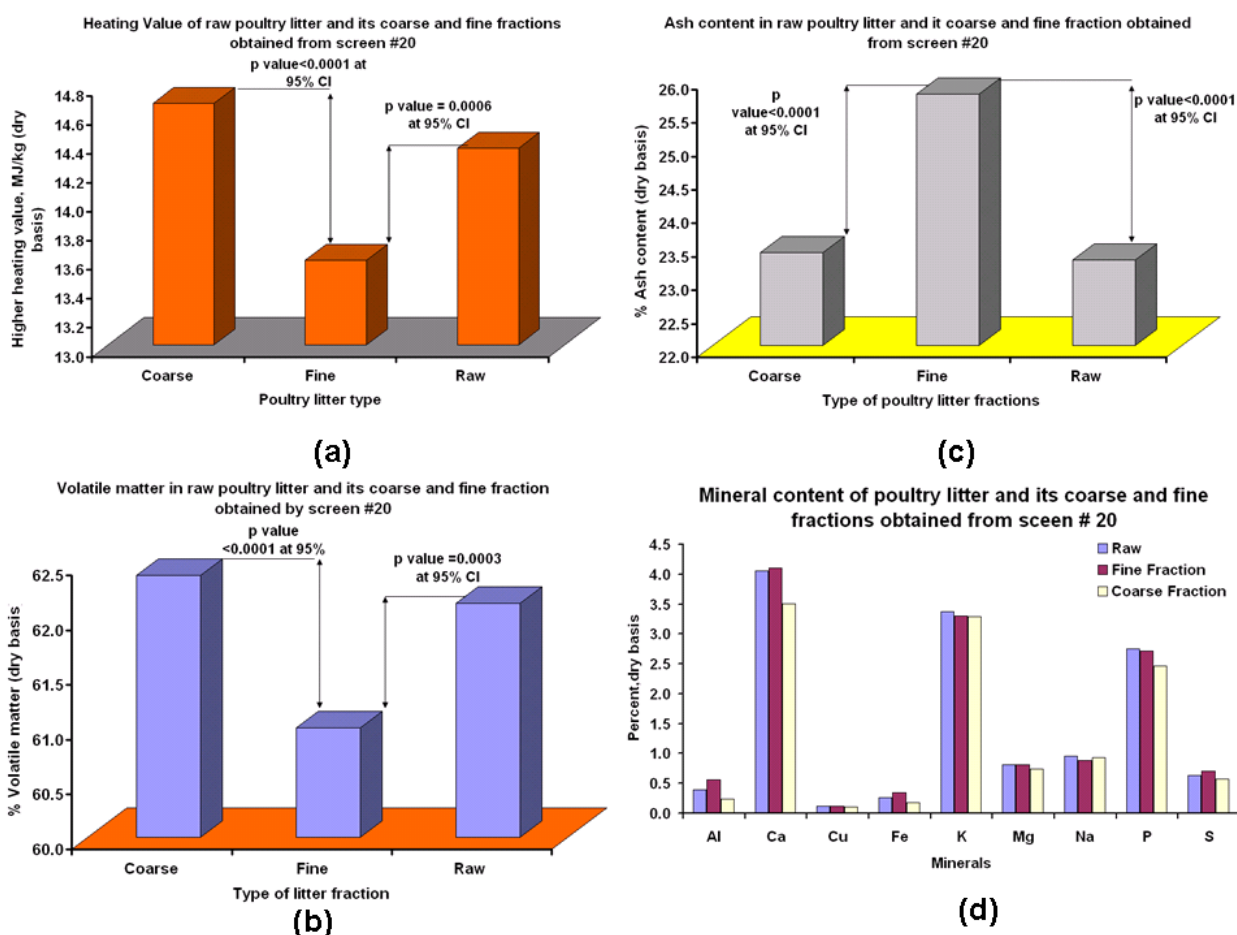 Heating Value of raw poultry litter and its coarse and fine fractions
obtained from screen #20
p value<0.0001 at
95% CI
p value = 0.0006
at 95% CI
Higher heating value, MJ/kg (dry
basis)
14.8
14.6
14.4
14.2
14.0
13.8
13.6
13.4
13.2
13.0
Coarse
Fine
Raw
Poultry litter type
(a)
Ash content in raw poultry litter and it coarse and fine fraction obtained
from screen #20
p
value<0.0001
at 95% CI
p value<0.0001
at 95% CI
% Ash content (dry basis)
26.0
25.5
25.0
24.5
24.0
23.5
23.0
22.5
22.0
Coarse
Fine
Raw
Type of poultry litter fractions
(c)
Volatile matter in raw poultry litter and its coarse and fine fraction
obtained by screen #20
p value
<0.0001 at 95%
p value =0.0003
at 95% CI
% Volatile matter (dry basis)
62.5
62.0
61.5
61.0
60.5
60.0
Coarse
Fine
Raw
Type of litter fraction
(b)
Mineral content of poultry litter and its coarse and fine
fractions obtained from sceen # 20
Raw
Fine Fraction
Coarse Fraction
Percent,dry basis
4.5
4.0
3.5
3.0
2.5
2.0
1.5
1.0
0.5
0.0
Al
Ca
Cu
Fe
K
Mg
Na
P
S
Minerals
(d)